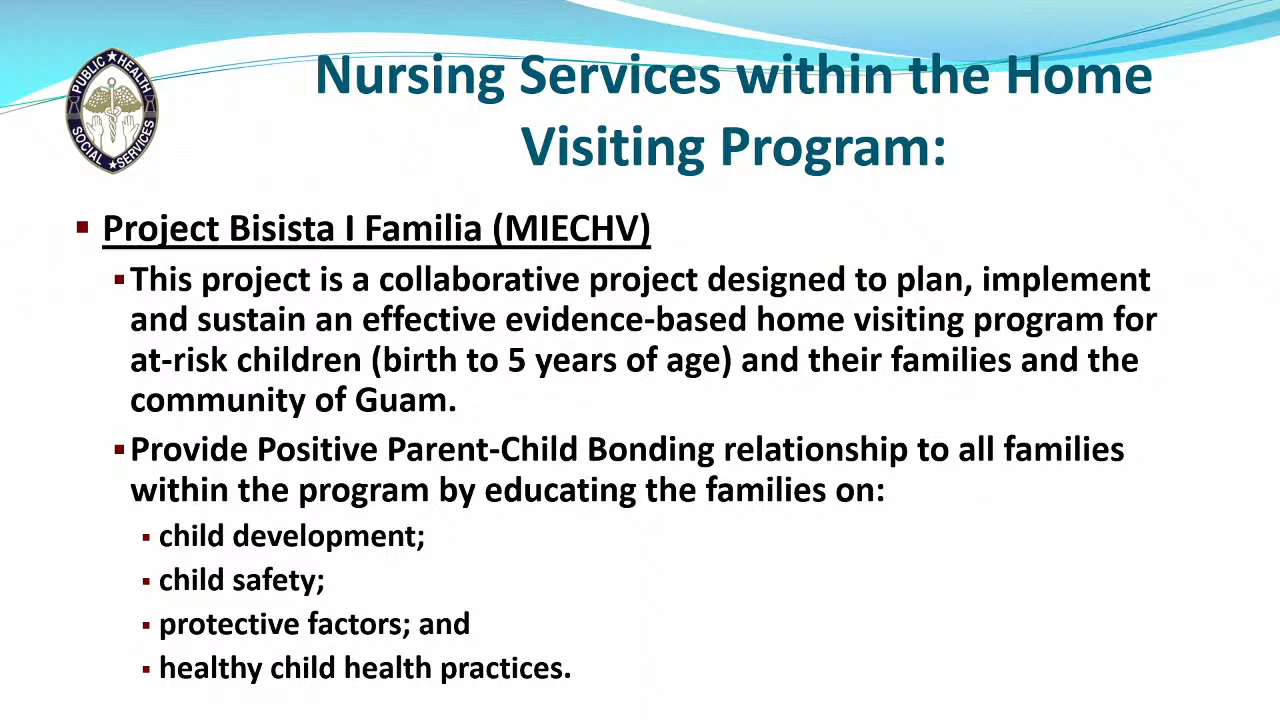 PUBLIC HEALTH
SOCIAL SERVICES
Nursing Services within the Home
Visiting Program:
Project Bisista I Familia (MIECHV)
This project is a collaborative project designed to plan, implement
and sustain an effective evidence-based home visiting program for
at-risk children (birth to 5 years of age) and their families and the
community of Guam.
Provide Positive Parent-Child Bonding relationship to all families
within the program by educating the families on:
child development;
child safety;
protective factors; and
healthy child health practices.